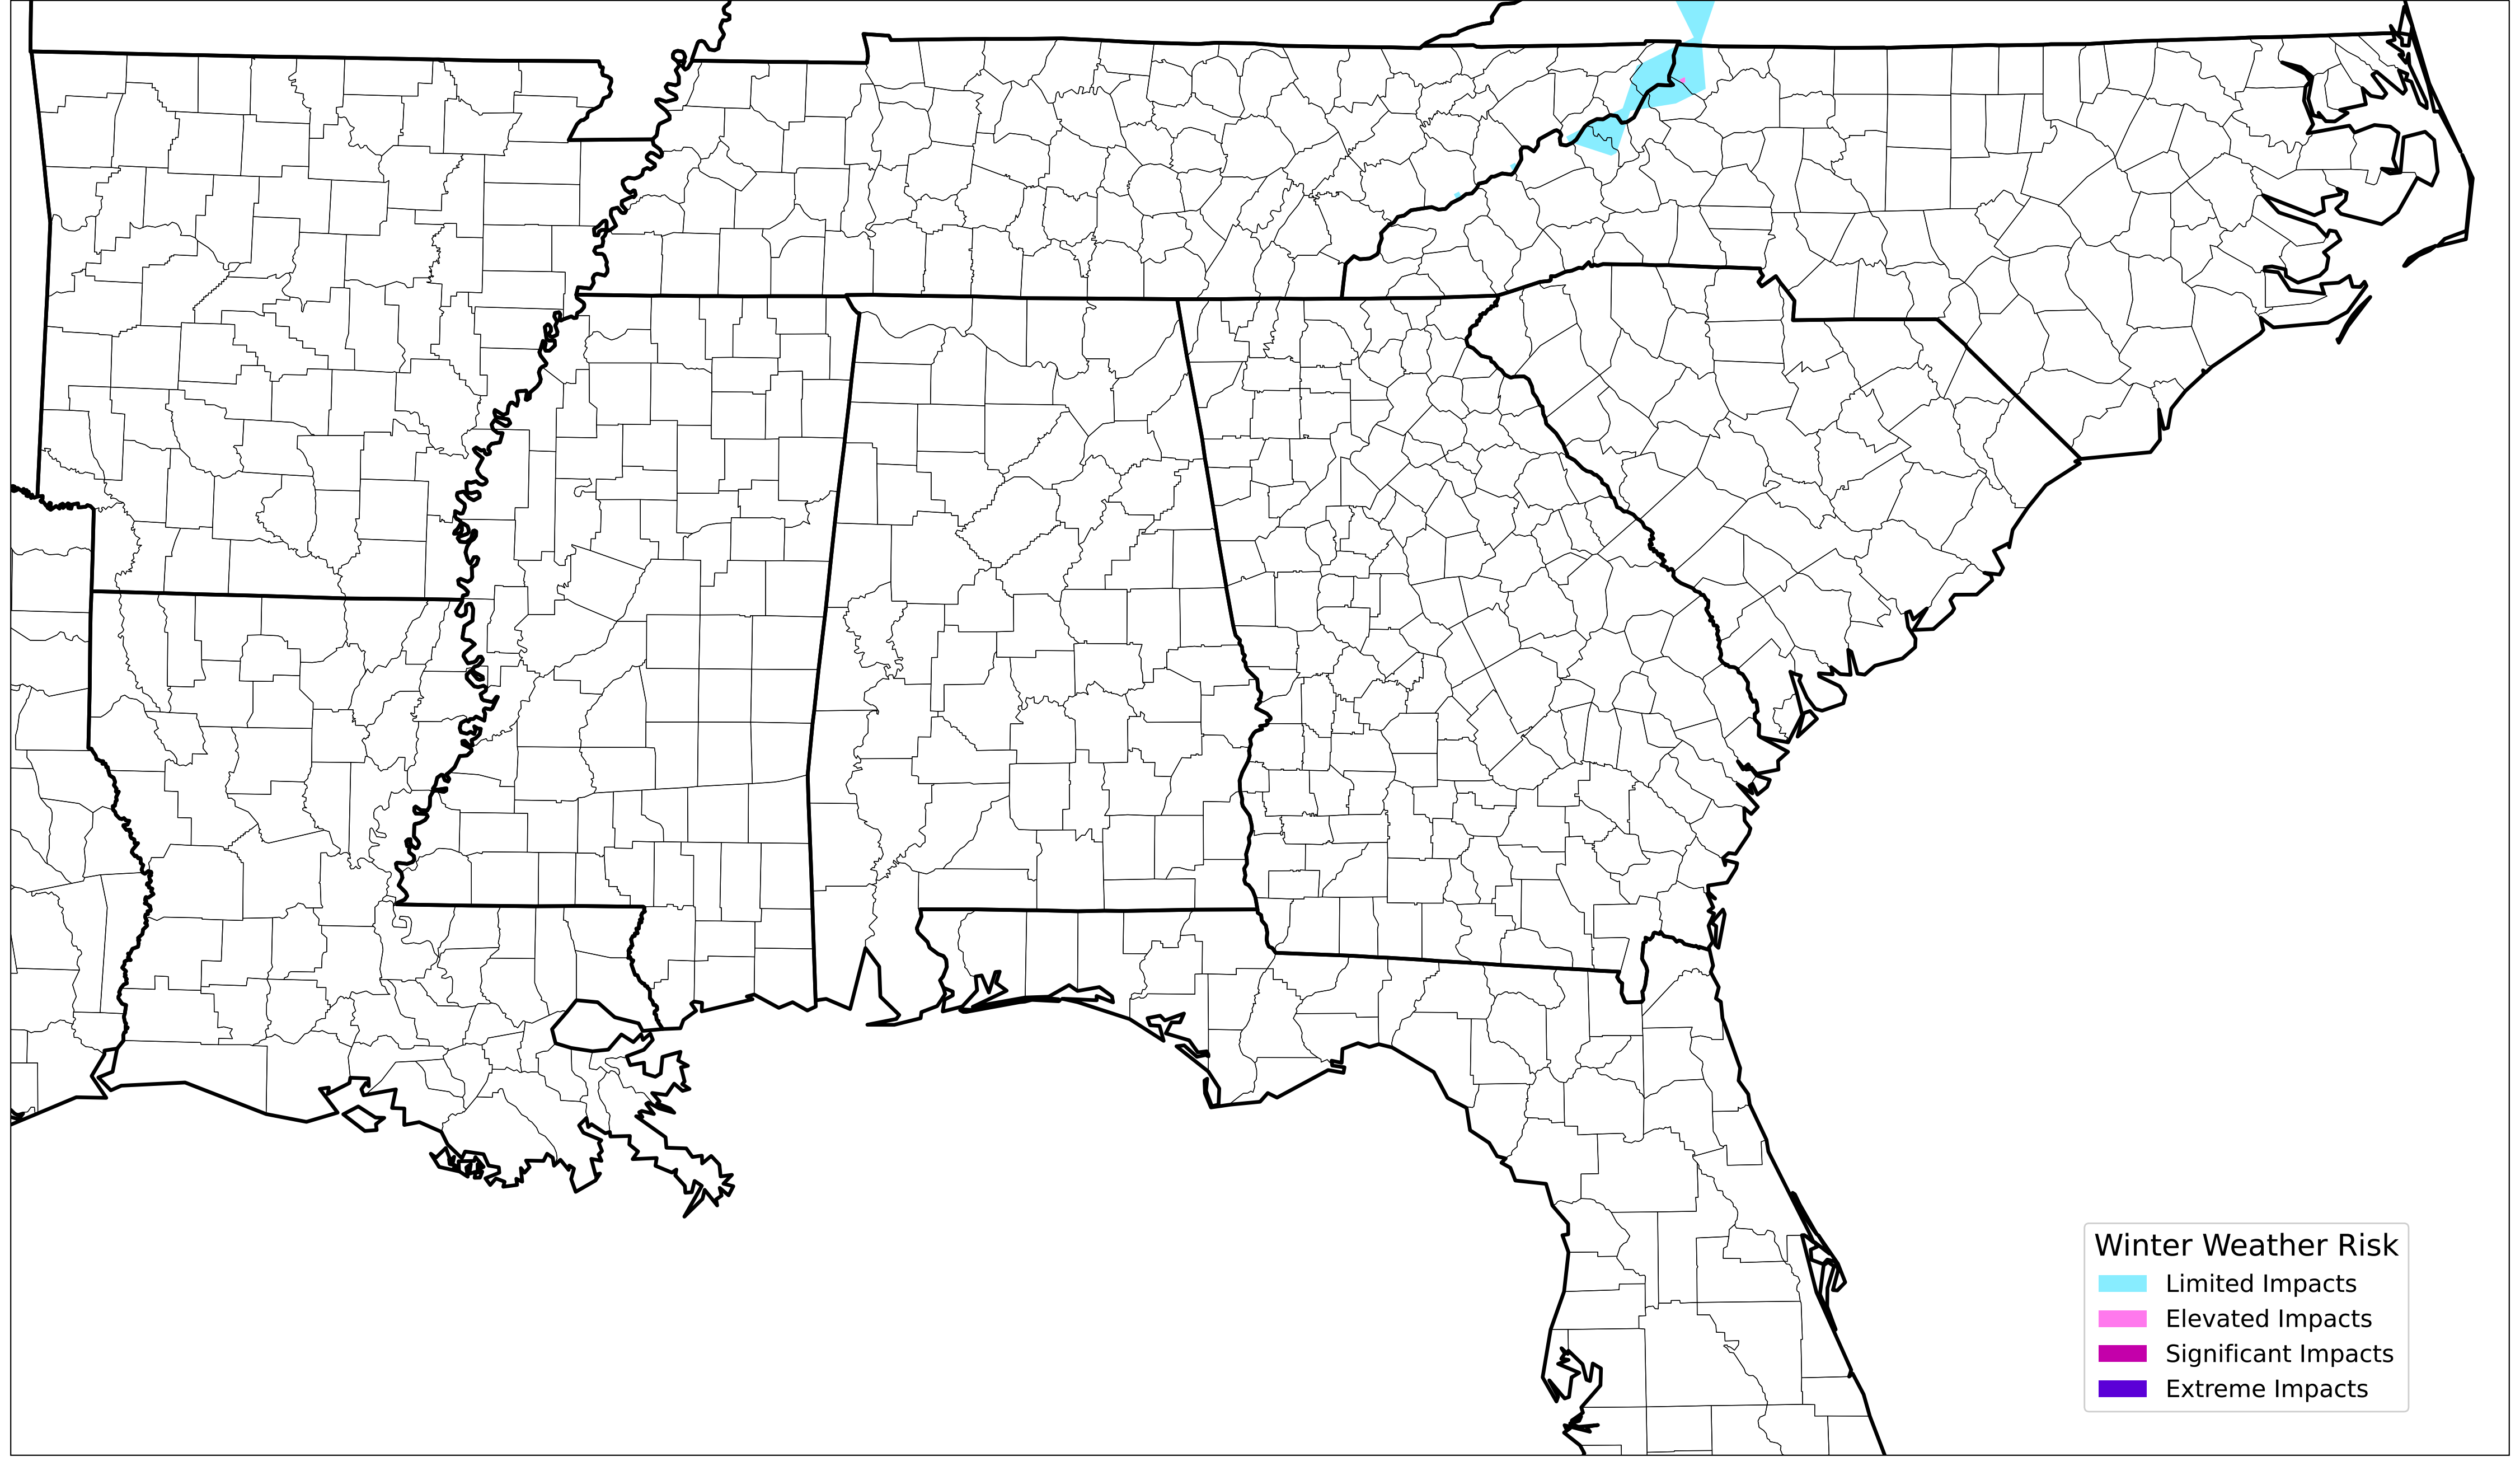 Winter Weather Risk
Limited Impacts
Elevated Impacts
Significant Impacts
Extreme Impacts